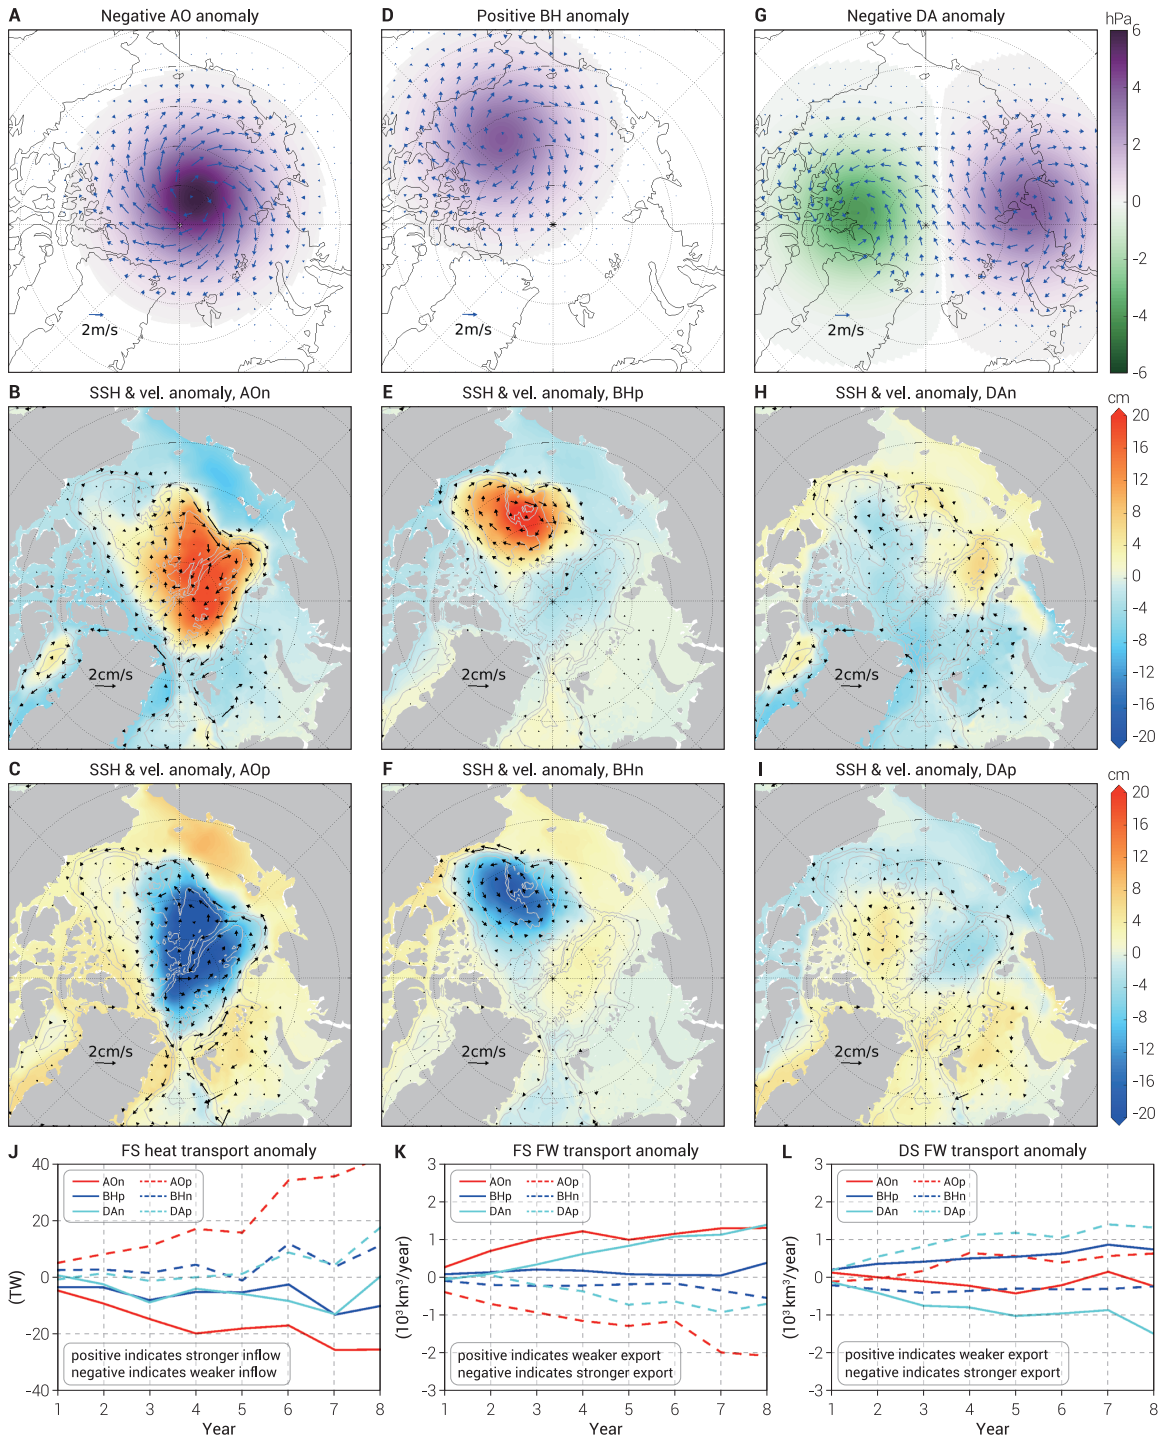 A Negative AO anomaly
D Positive BH anomaly
G Negative DA anomaly
hPa
6
4
2
0
-2
-4
-6
2m/s
2m/s
2m/s
B SSH & vel. anomaly, AOn
E SSH & vel. anomaly, BHp
H SSH & vel. anomaly, DAn
cm
20
16
12
8
4
0
-4
-8
-12
-16
-20
2cm/s
2cm/s
2cm/s
C SSH & vel. anomaly, AOp
F SSH & vel. anomaly, BHn
I SSH & vel. anomaly, DAp
cm
20
16
12
8
4
0
-4
-8
-12
-16
-20
2cm/s
2cm/s
2cm/s
J FS heat transport anomaly
40
20
0
−20
−40
(TW)
AOn AOp
BHp BHn
DAn DAp
positive indicates stronger inflow
negative indicates weaker inflow
1 2 3 4 5 6 7 8
Year
K FS FW transport anomaly
3
2
1
0
−1
−2
−3
(10³km³/year)
AOn AOp
BHp BHn
DAn DAp
positive indicates weaker export
negative indicates stronger export
1 2 3 4 5 6 7 8
Year
L DS FW transport anomaly
3
2
1
0
−1
−2
−3
(10³km³/year)
AOn AOp
BHp BHn
DAn DAp
positive indicates weaker export
negative indicates stronger export
1 2 3 4 5 6 7 8
Year